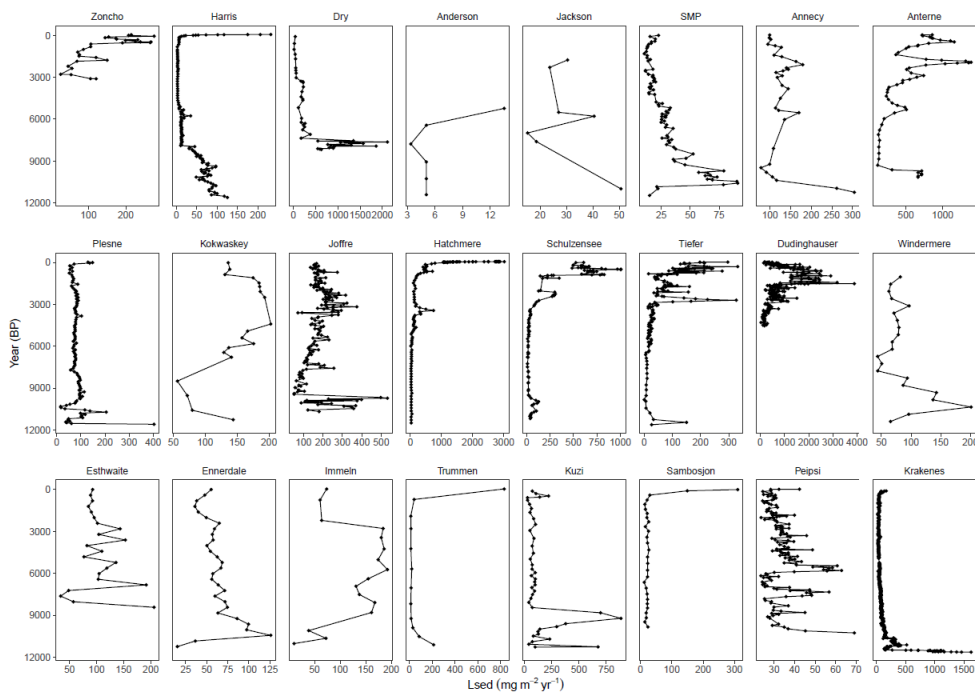 Zoncho Harris Dry Anderson Jackson SMP Annecy Anterne
0
3000
6000
9000
12000
100 200 0 50 100 150 200 0 500 1000 1500 2000 3 6 9 12 20 30 40 50 25 50 75 100 150 200 250 300 500 1000
Plesne Kokwaskey Joffre Hatchmere Schulzensee Tiefer Dudinghauser Windermere
0
3000
6000
9000
12000
100 200 300 400 50 100 150 200 100 200 300 400 500 0 1000 2000 3000 0 250 500 750 1000 0 100 200 300 0 1000 2000 3000 4000 50 100 150 200
Esthwaite Ennerdale Immeln Trummen Kuzi Sambosjon Peipsi Krakenes
0
3000
6000
9000
12000
50 100 150 200 25 50 75 100 125 0 50 100 150 200 0 200 400 600 800 0 250 500 750 0 100 200 300 30 40 50 60 70 0 500 1000 1500
Year (BP)
Lsed (mg m⁻² yr⁻¹)